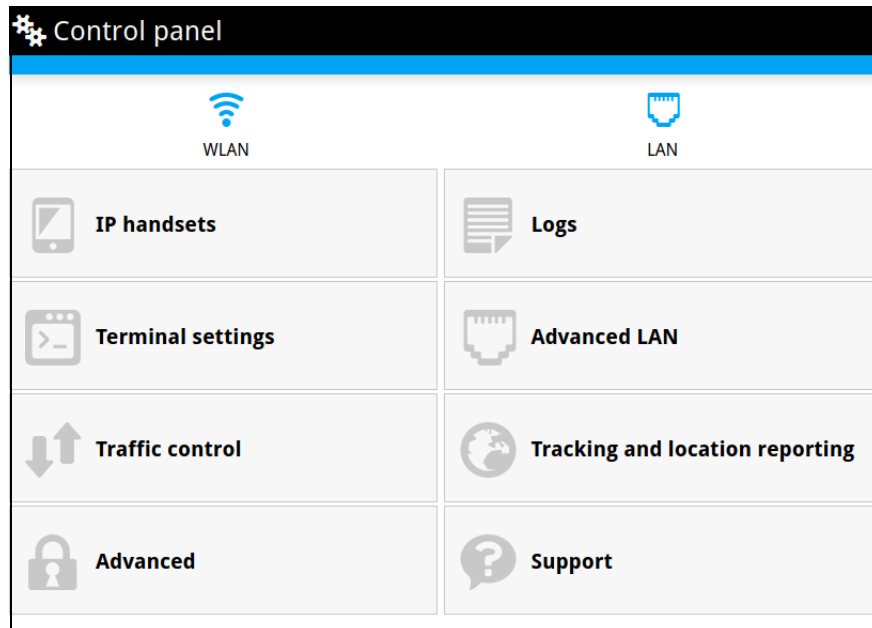 Control panel
WLAN LAN
IP handsets Logs
Terminal settings Advanced LAN
Traffic control Tracking and location reporting
Advanced Support